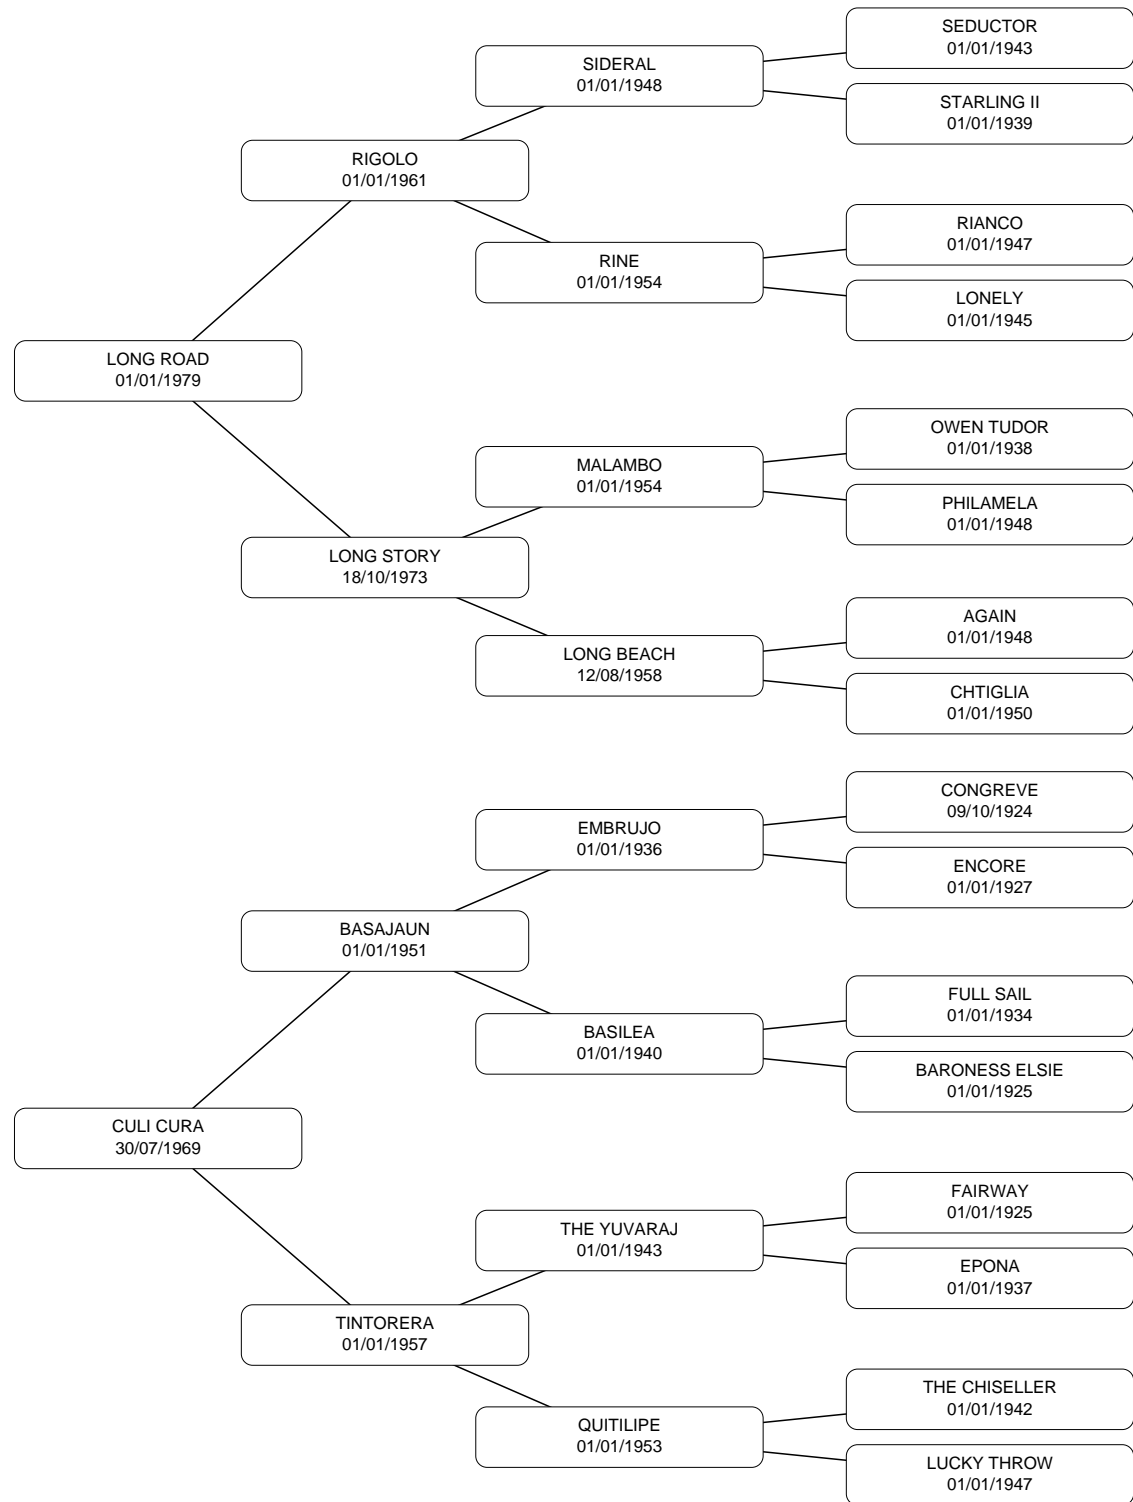 SEDUCTOR
01/01/1943
SIDERAL
01/01/1948
STARLING II
01/01/1939
RIGOLO
01/01/1961
RIANCO
01/01/1947
RINE
01/01/1954
LONELY
01/01/1945
LONG ROAD
01/01/1979
OWEN TUDOR
01/01/1938
MALAMBO
01/01/1954
PHILAMELA
01/01/1948
LONG STORY
18/10/1973
AGAIN
01/01/1948
LONG BEACH
12/08/1958
CHTIGLIA
01/01/1950
CONGREVE
09/10/1924
EMBRUJO
01/01/1936
ENCORE
01/01/1927
BASAJAUN
01/01/1951
FULL SAIL
01/01/1934
BASILEA
01/01/1940
BARONESS ELSIE
01/01/1925
CULI CURA
30/07/1969
FAIRWAY
01/01/1925
THE YUVARAJ
01/01/1943
EPONA
01/01/1937
TINTORERA
01/01/1957
THE CHISELLER
01/01/1942
QUITILIPE
01/01/1953
LUCKY THROW
01/01/1947